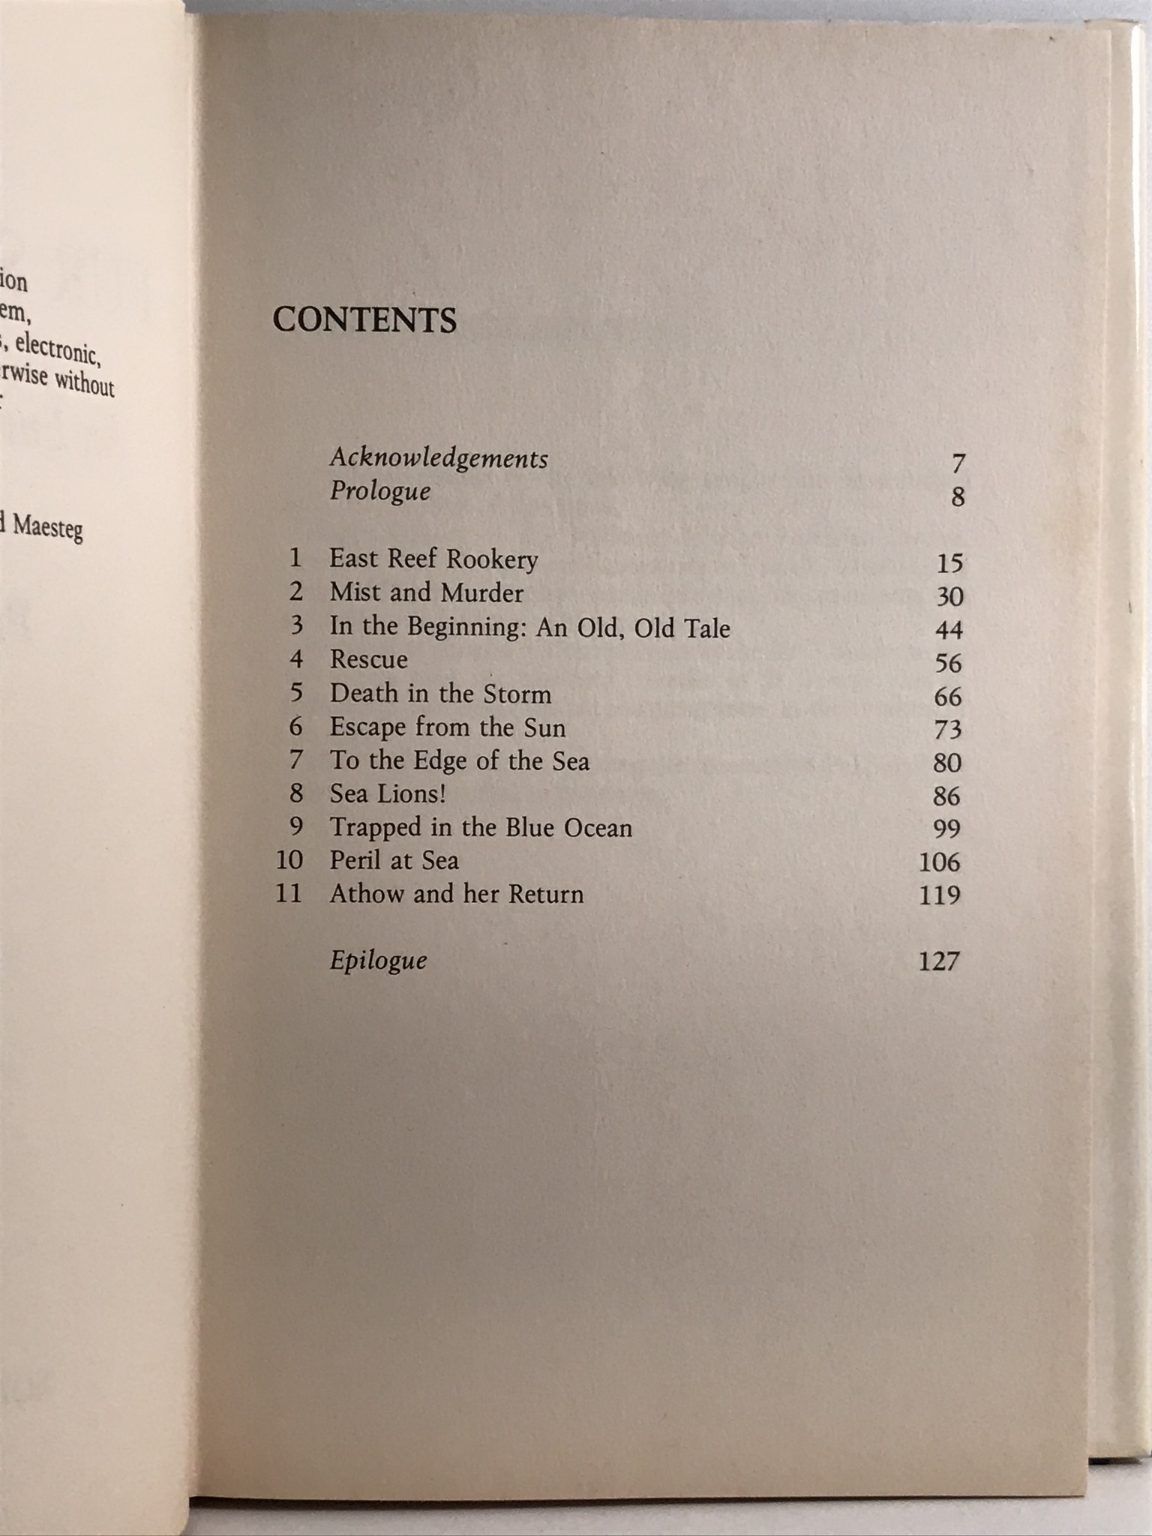 ion
em,
, electronic,
rwise without
Maesteg
CONTENTS
Acknowledgements 7
Prologue 8
1 East Reef Rookery 15
2 Mist and Murder 30
3 In the Beginning: An Old, Old Tale 44
4 Rescue 56
5 Death in the Storm 66
6 Escape from the Sun 73
7 To the Edge of the Sea 80
8 Sea Lions! 86
9 Trapped in the Blue Ocean 99
10 Peril at Sea 106
11 Athow and her Return 119
Epilogue 127